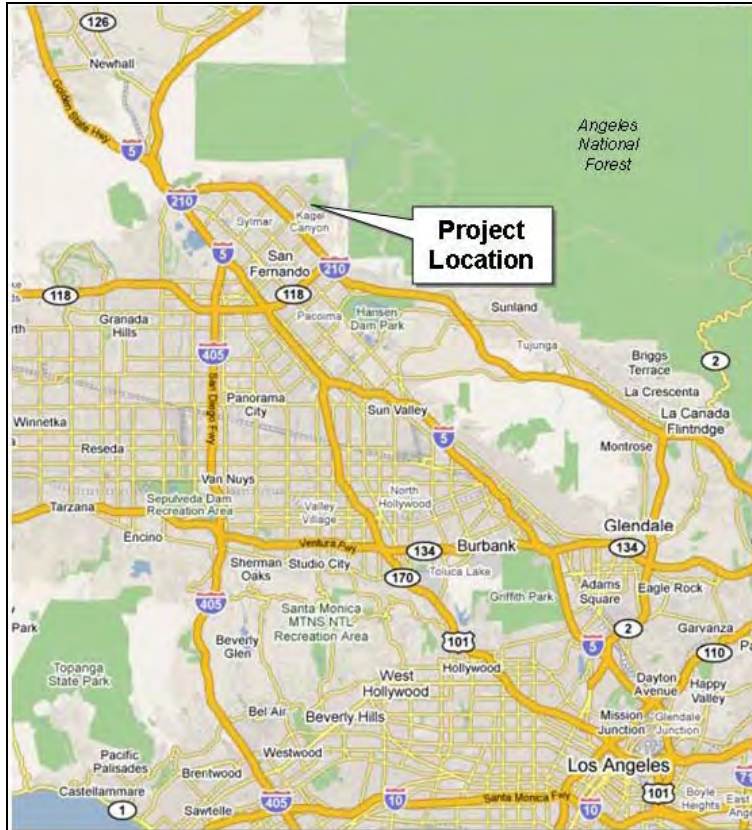 126
Newhall
Golden State Hwy
5
Angeles
National
Forest
210
Sylmar
Kagel
Canyon
Project
Location
5
San
Fernando
210
118
118
Hansen
Dam Park
Sunland
Granada
Hills
Pacoima
405
Tujunga
2
Briggs
Terrace
San Diego Fwy
La Crescenta
Panorama
City
Sun Valley
La Canada
Flintridge
Winnetka
5
Reseda
Montrose
Van Nuys
North
Hollywood
Sepulveda Dam
Recreation Area
Tarzana
Valley
Village
Glendale
Encino
Ventura Fwy
134
Burbank
134
Sherman
Oaks
Studio City
170
Toluca Lake
Adams
Square
Eagle Rock
Griffith Park
405
Santa Monica
MTNS NTL
Recreation Area
2
Garvanza
Park
Beverly
Glen
101
Hollywood
5
110
Topanga
State Park
West
Hollywood
Dayton
Avenue
Happy
Valley
Bel Air
Beverly Hills
Mission
Junction
Glendale
Junction
Pacific
Palisades
Westwood
Los Angeles
Brentwood
Castellammare
101
Boyle
Heights
1
Sawtelle
405
10
Santa Monica Fwy
10
East